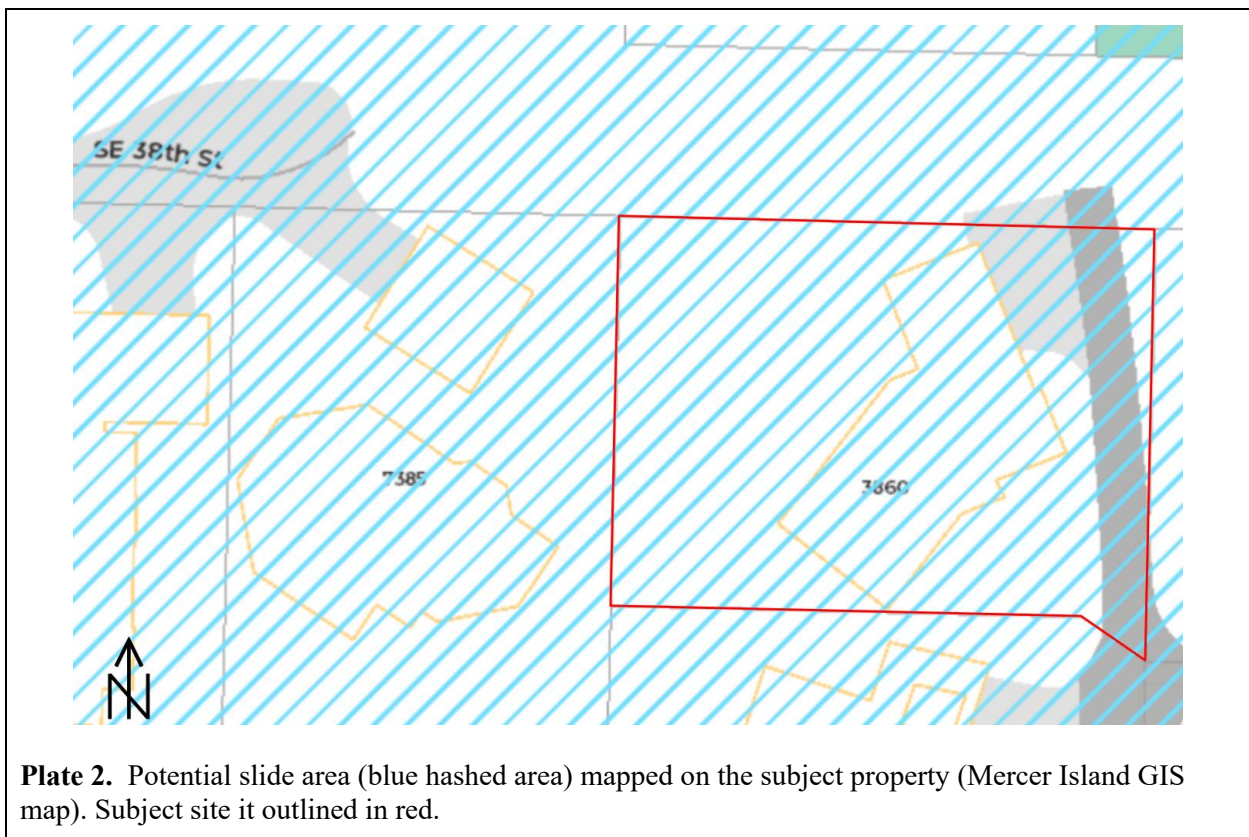 SE 38th St
7385
3860
N
Plate 2. Potential slide area (blue hashed area) mapped on the subject property (Mercer Island GIS
map). Subject site it outlined in red.